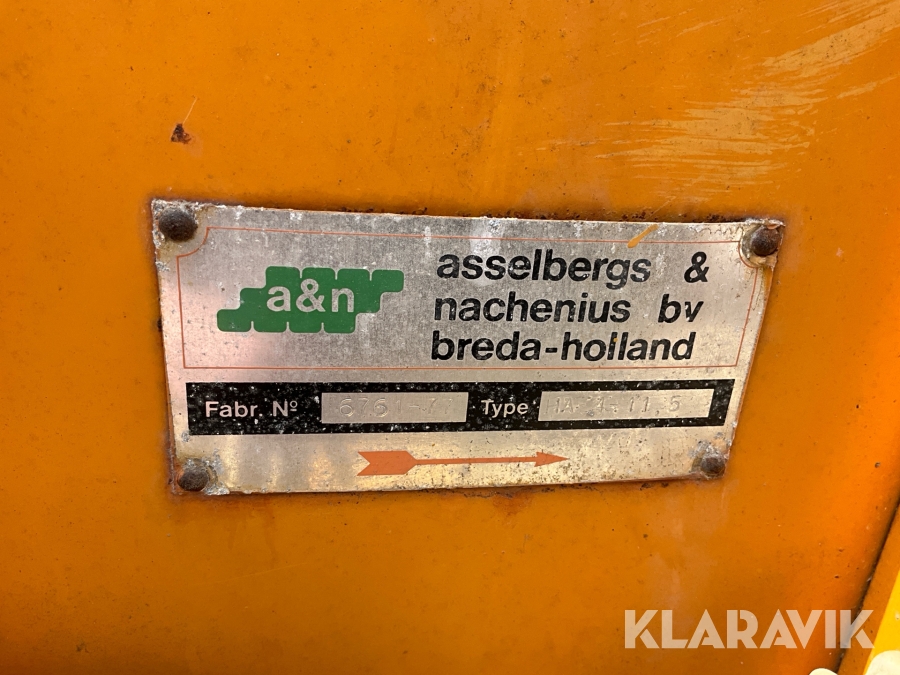 a&n
asselbergs &
nachenius bv
breda-holland
Fabr. Nº
Type
KLARAVIK